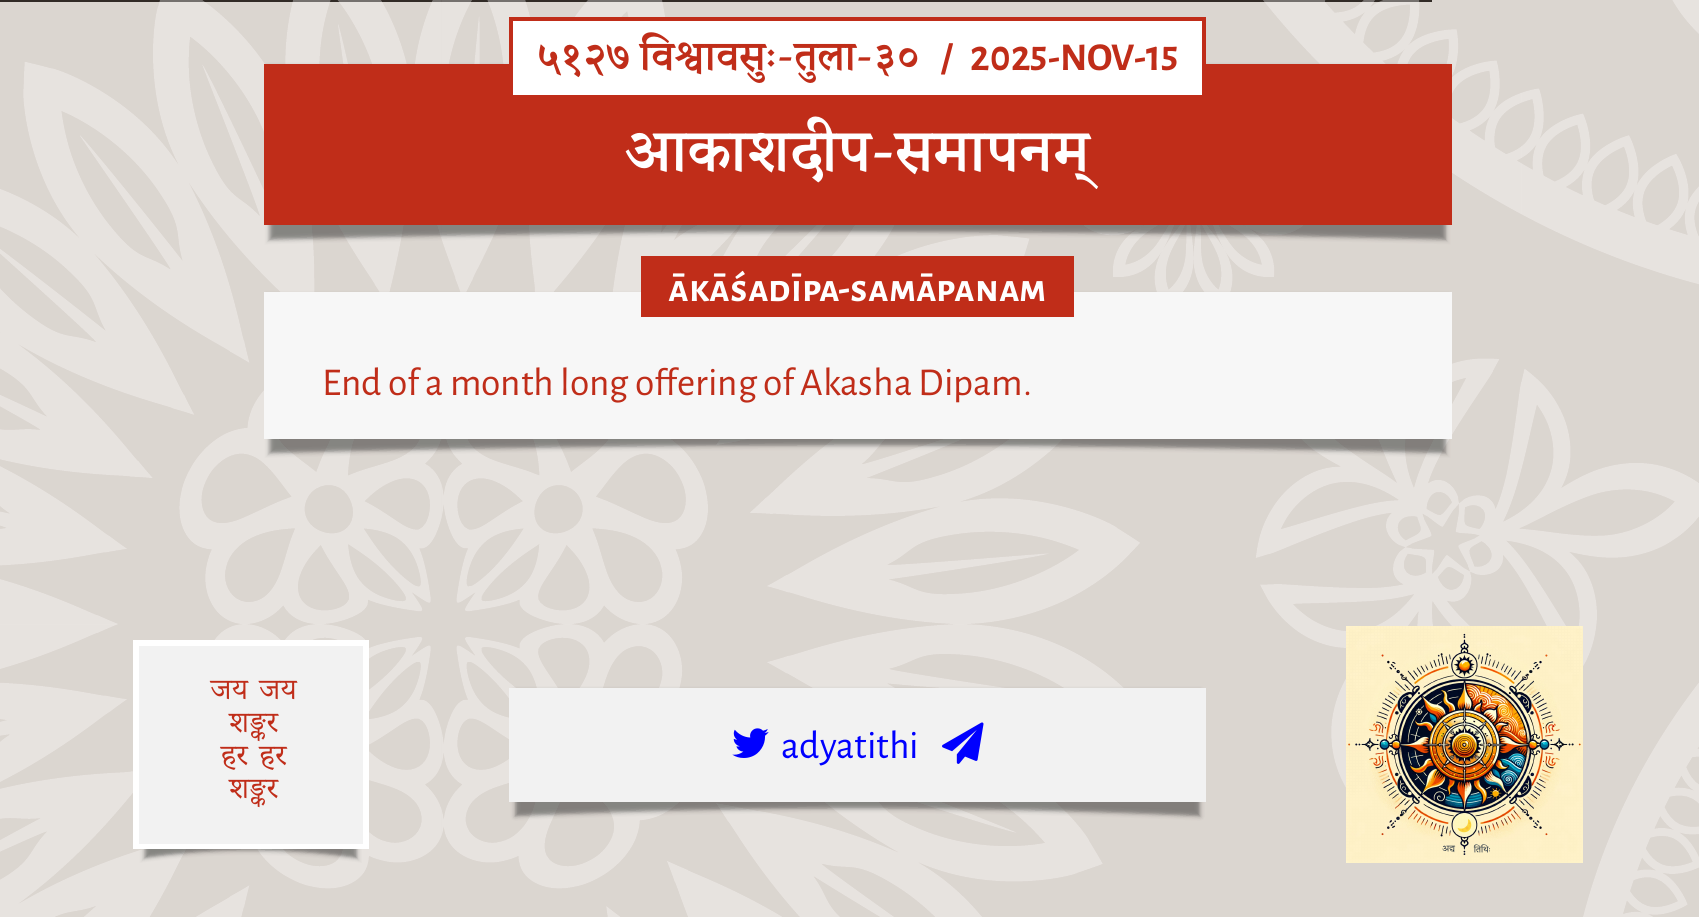 ५१२७ विश्वावसुः-तुला-३० / 2025-NOV-15
आकाशदीप-समापनम्
ĀKĀŚADĪPA-SAMĀPANAM
End of a month long offering of Akasha Dipam.
जय जय
शङ्कर
हर हर
शङ्कर
adyatithi
अद्य तिथिः